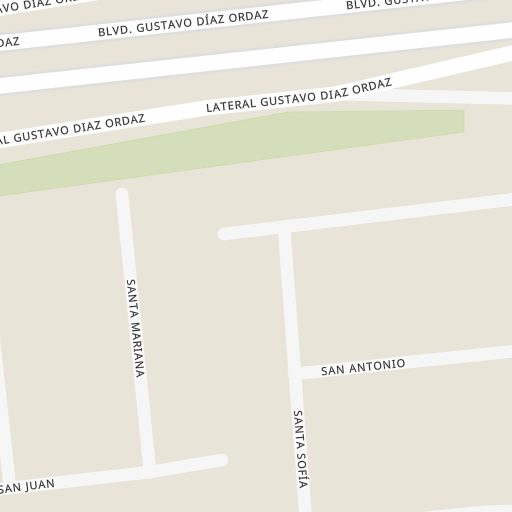 BLVD. GUSTAVO DÍAZ ORDAZ
LATERAL GUSTAVO DIAZ ORDAZ
GUSTAVO DIAZ ORDAZ
SANTA MARIANA
SAN ANTONIO
SANTA SOFÍA
SAN JUAN